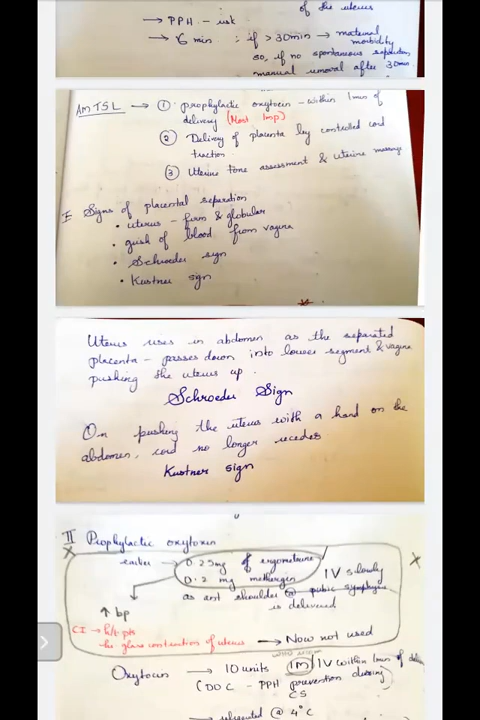 of the uterus
→ PPH - risk
→ 15 min : if > 30min → maternal
morbidity
so, if no spontaneous separation
manual removal after 30min
AMTSL → ① prophylactic oxytocin - within 1min of
delivery (Most Imp)
② Delivery of placenta by controlled cord
traction
③ Uterine tone assessment & uterine massage
I Signs of placental separation
• uterus - firm & globular
• gush of blood from vagina
• Schroeder sign
• Kustner sign
Uterus rises in abdomen as the separated
placenta - passes down into lower segment & vagina
pushing the uterus up.
Schroeder Sign
On pushing the uterus with a hand on the
abdomen, cord no longer recedes
Kustner sign
II Prophylactic oxytocin
earlier → 0.25mg of ergometrine
0.2 mg methergin IV slowly
as ant shoulder @ pubic symphysis
is delivered
↑ bp
CI → h/t pts
hr glass contraction of uterus → Now not used
Oxytocin → 10 units IM/IV within 1min of
(DOC - PPH prevention during
CS)
→ @ 4°C